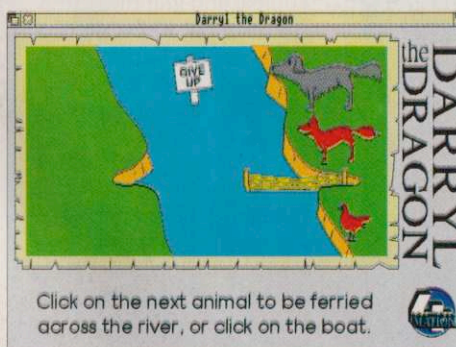 Darryl the Dragon
GIVE
UP
the
DARRYL
DRAGON
Click on the next animal to be ferried
across the river, or click on the boat.